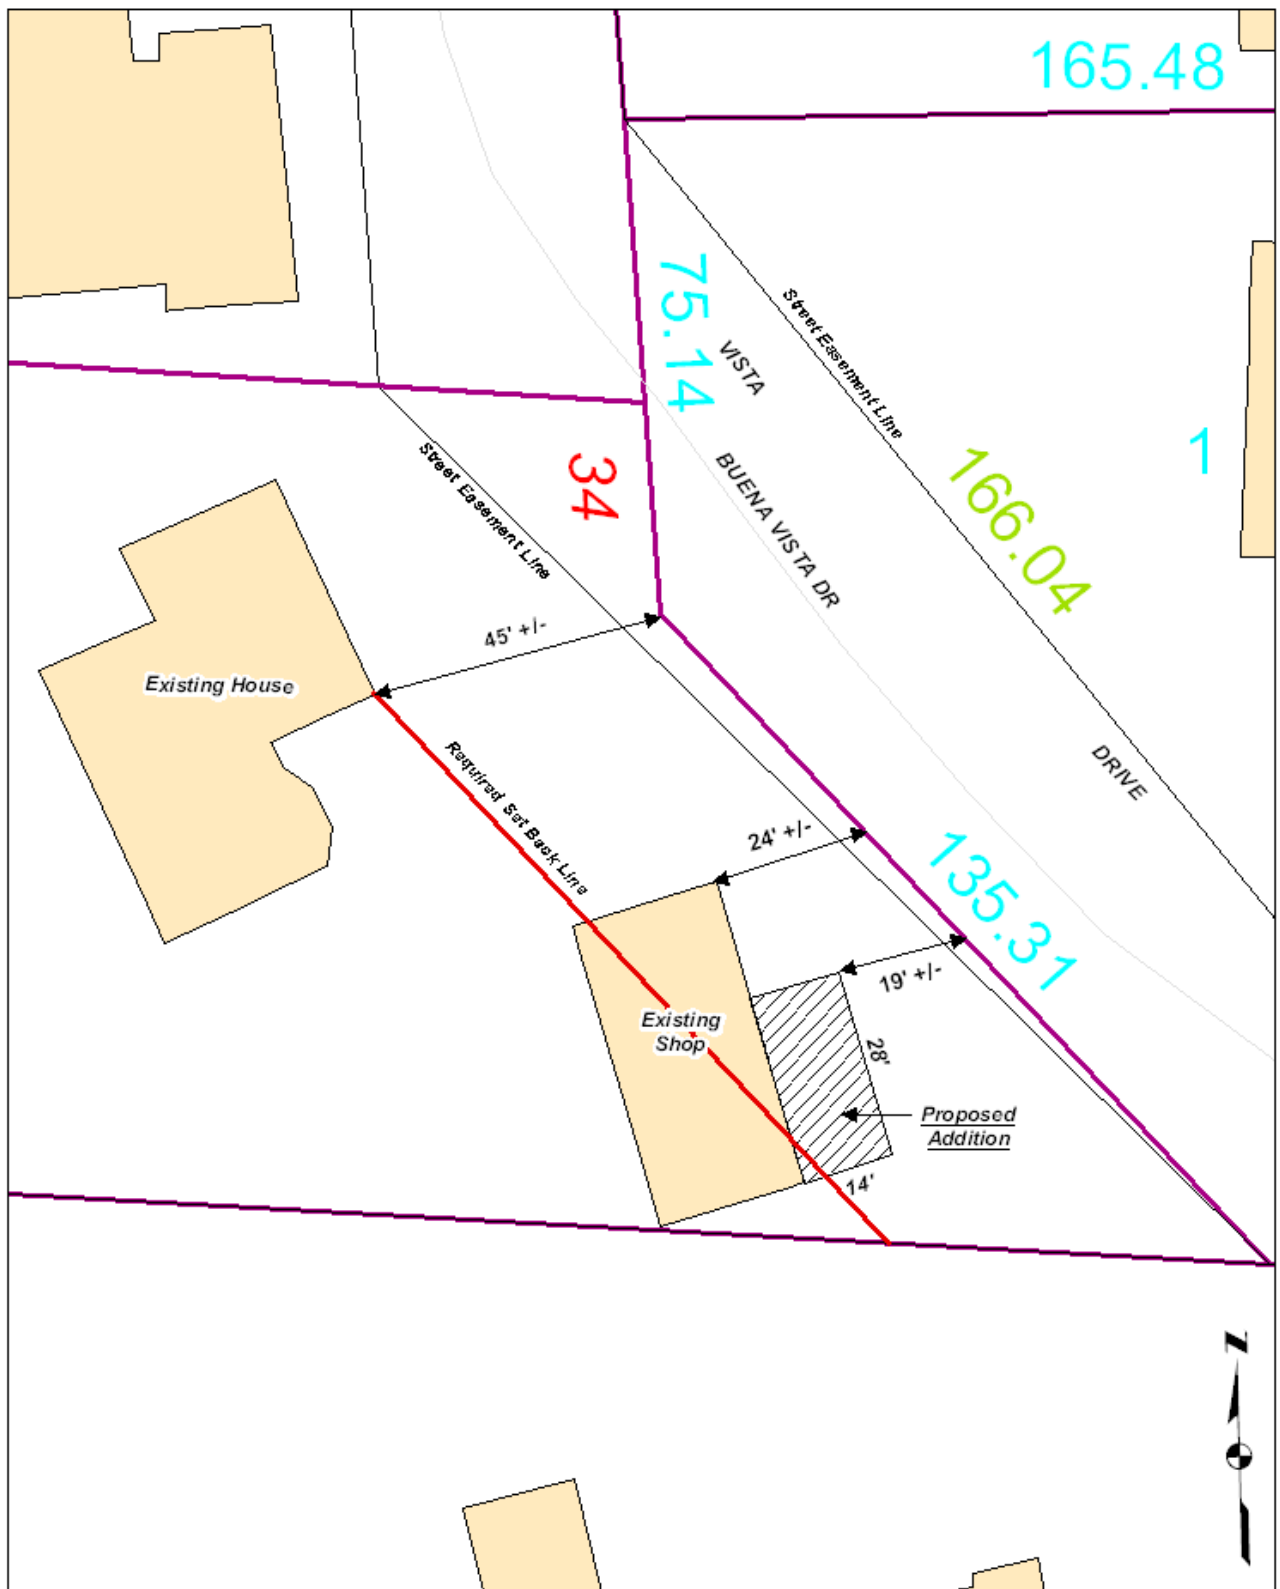 165.48
75.14
VISTA
Street Easement Line
1
166.04
34
Street Easement Line
BUENA VISTA DR
45' +/-
Existing House
Required Set Back Line
DRIVE
24' +/-
135.31
19' +/-
Existing
Shop
28'
Proposed
Addition
14'
N